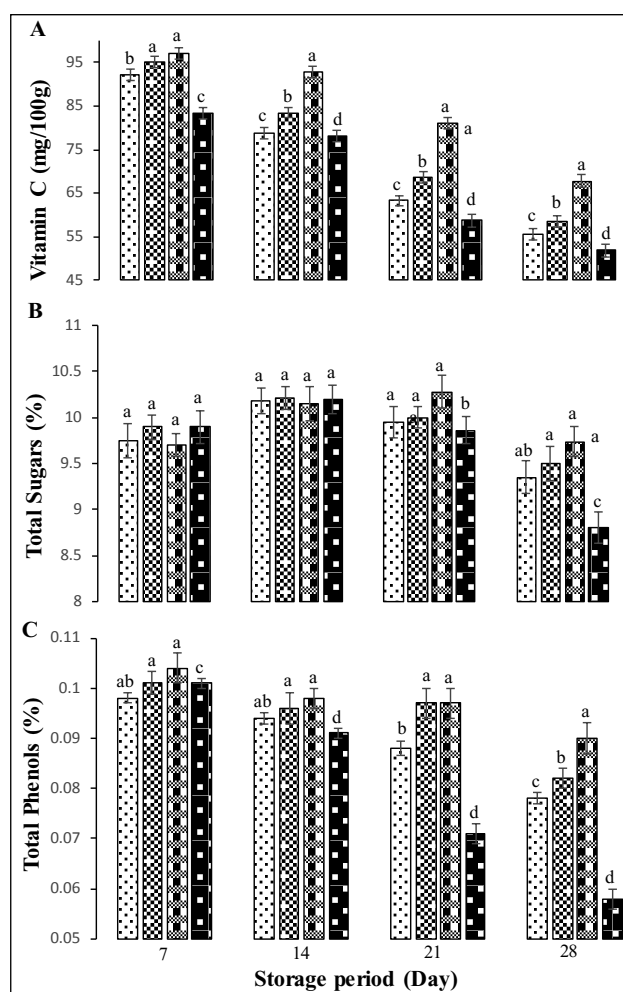 A
Vitamin C (mg/100g)
95
85
75
65
55
45
b a a c
c b a d
c b a d
a
c b a d
B
Total Sugars (%)
11
10.5
10
9.5
9
8.5
8
a a a a
a a a a
a a a b
ab a a c
a
C
Total Phenols (%)
0.11
0.1
0.09
0.08
0.07
0.06
0.05
ab a a c
ab a a d
b a a d
c b a d
7 14 21 28
Storage period (Day)